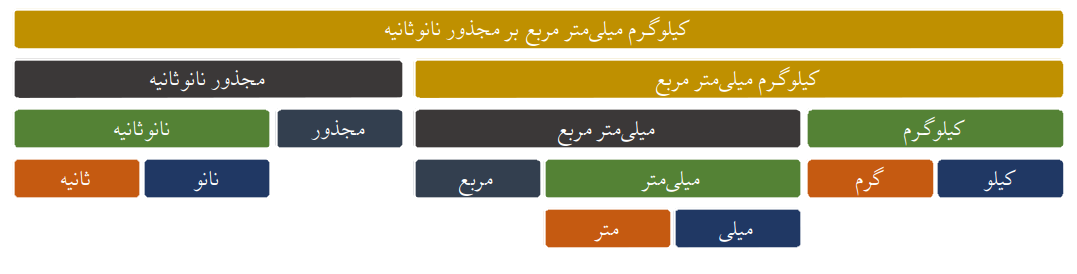 کیلوگرم میلی‌متر مربع بر مجذور نانوثانیه
کیلوگرم میلی‌متر مربع
مجذور نانوثانیه
کیلوگرم
میلی‌متر مربع
مجذور
نانوثانیه
کیلو
گرم
میلی‌متر
مربع
نانو
ثانیه
میلی
متر